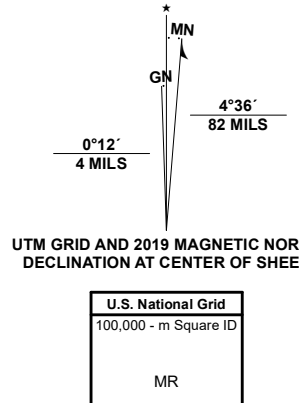 ★
MN
GN
4°36´
82 MILS
0°12´
4 MILS
UTM GRID AND 2019 MAGNETIC NOR
DECLINATION AT CENTER OF SHEE
U.S. National Grid
100,000 - m Square ID
MR